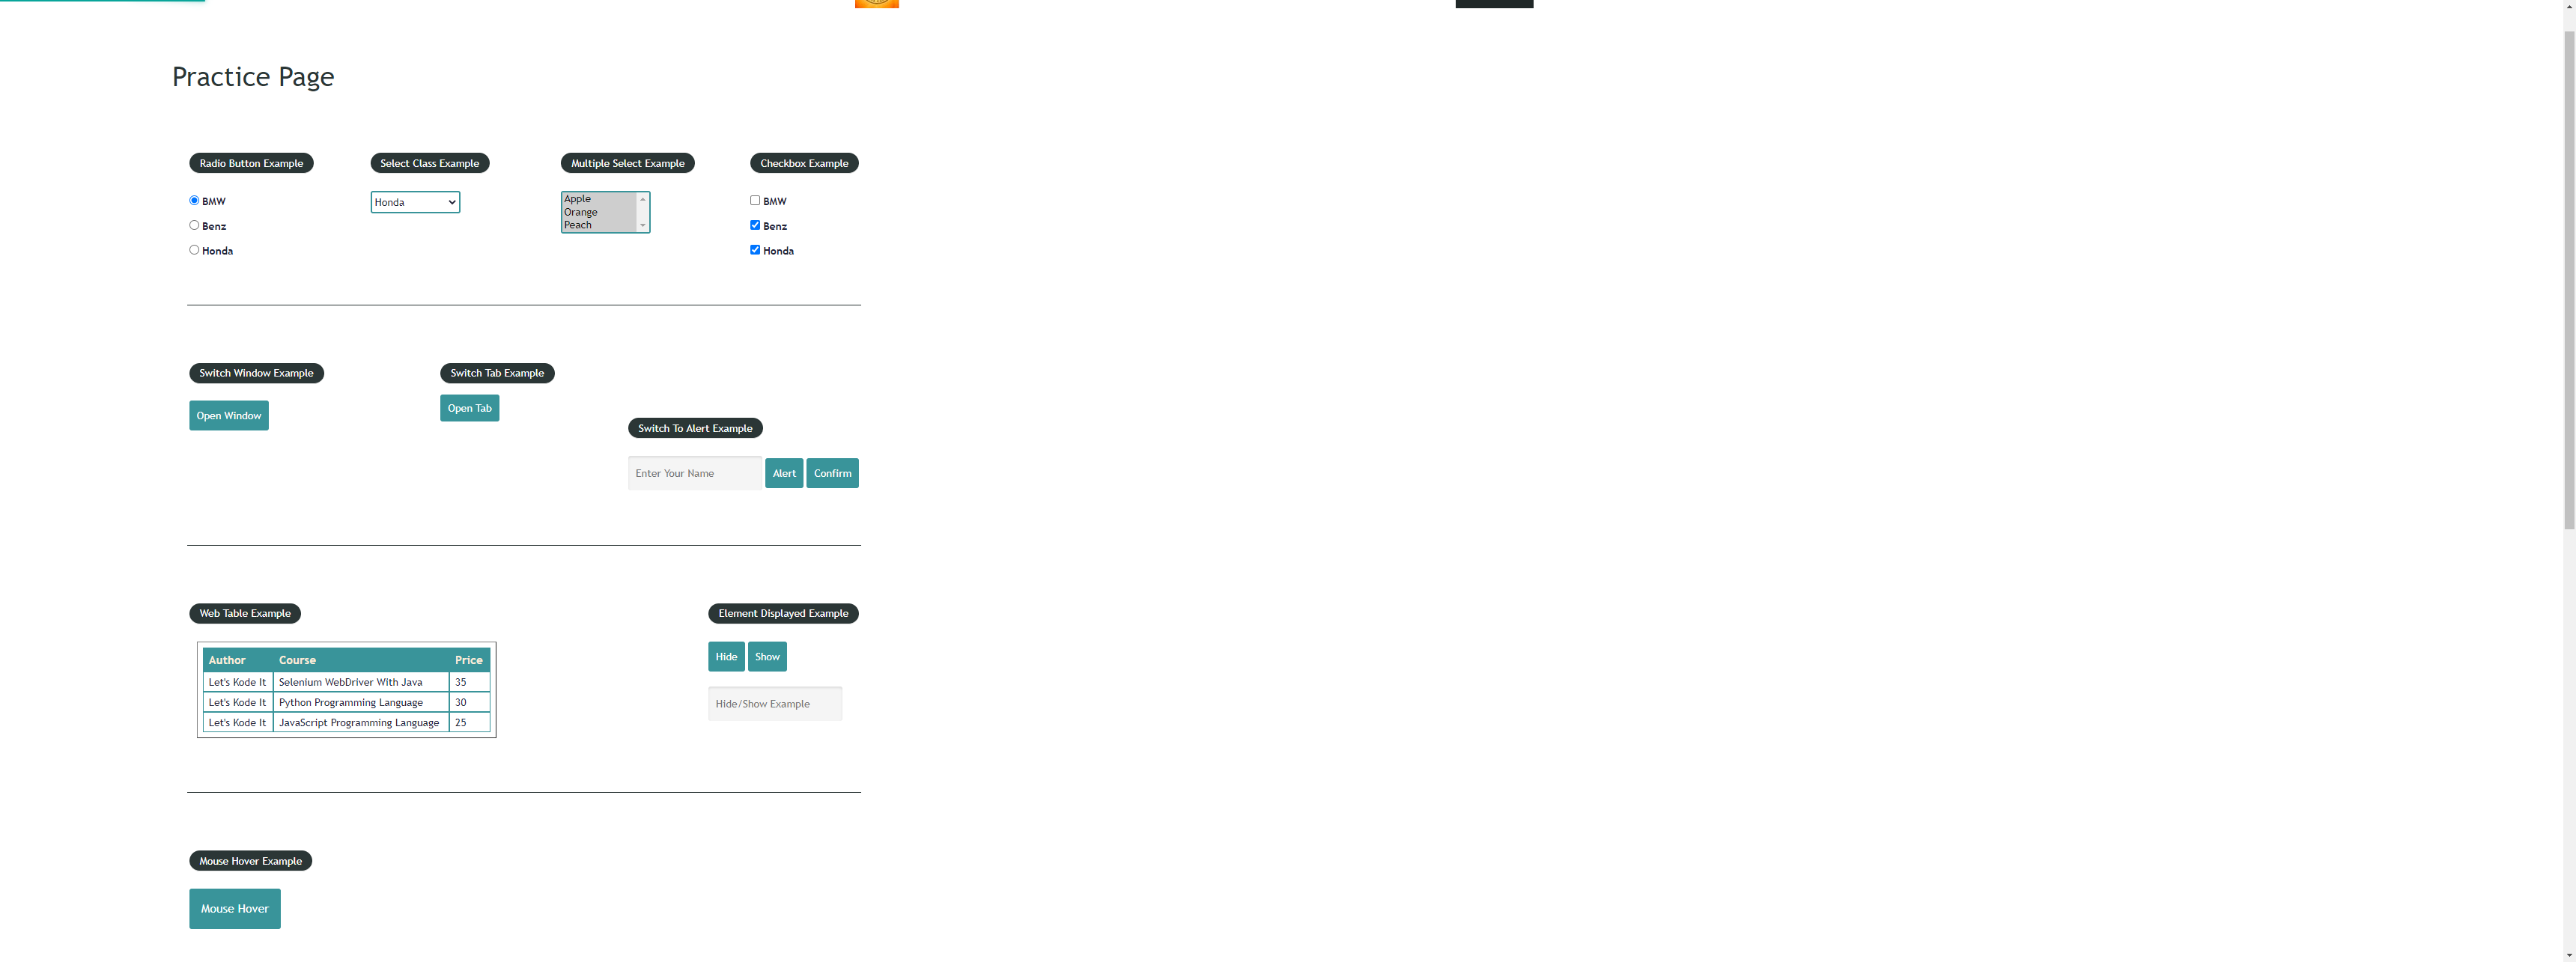 Practice Page
Radio Button Example
BMW
Benz
Honda
Select Class Example
Honda
Multiple Select Example
Apple
Orange
Peach
Checkbox Example
BMW
Benz
Honda
Switch Window Example
Open Window
Switch Tab Example
Open Tab
Switch To Alert Example
Enter Your Name Alert Confirm
Web Table Example
Author Course Price
Let's Kode It Selenium WebDriver With Java 35
Let's Kode It Python Programming Language 30
Let's Kode It JavaScript Programming Language 25
Element Displayed Example
Hide Show
Hide/Show Example
Mouse Hover Example
Mouse Hover